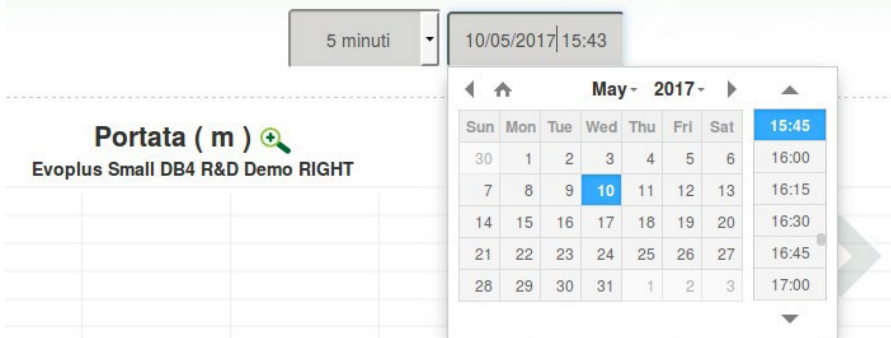 5 minuti
10/05/2017 15:43
May 2017
Portata ( m )
Evoplus Small DB4 R&D Demo RIGHT
Sun Mon Tue Wed Thu Fri Sat
30 1 2 3 4 5 6
7 8 9 10 11 12 13
14 15 16 17 18 19 20
21 22 23 24 25 26 27
28 29 30 31 1 2 3
15:45
16:00
16:15
16:30
16:45
17:00